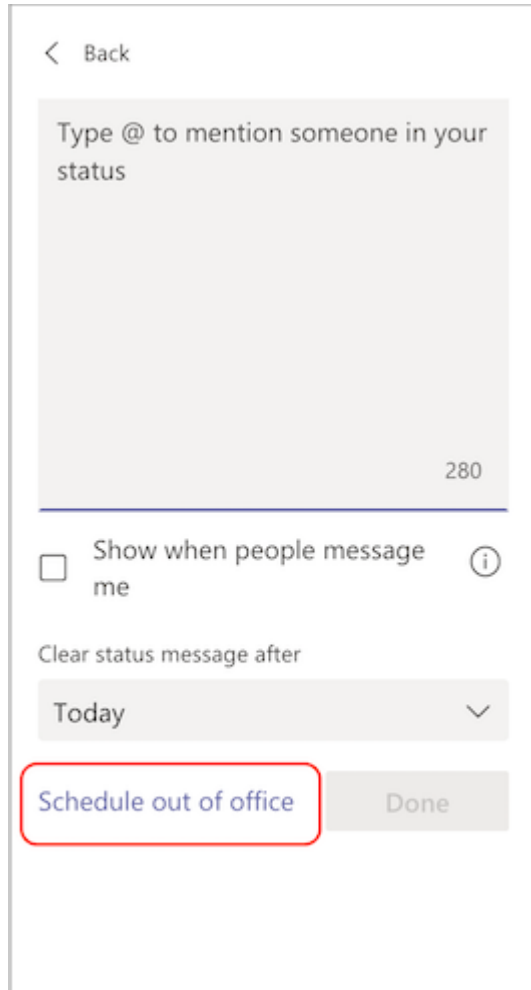 Back
Type @ to mention someone in your
status
280
Show when people message
me
Clear status message after
Today
Schedule out of office
Done